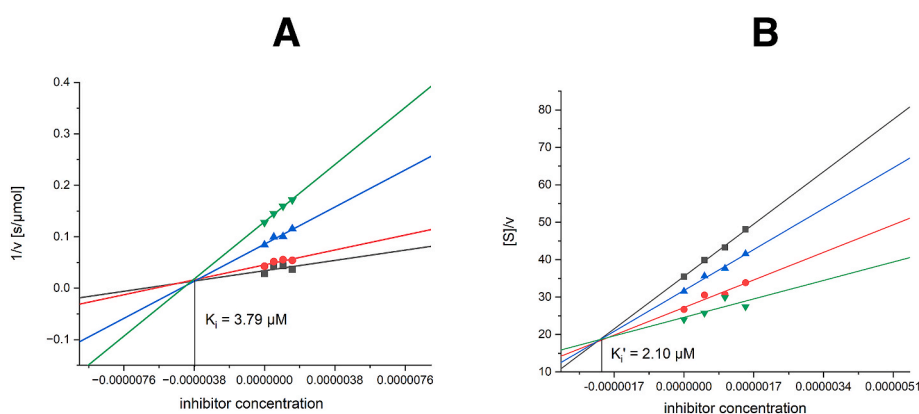 A
B
0.4
0.3
0.2
0.1
0.0
−0.1
1/v [s/μmol]
Ki = 3.79 μM
−0.0000076 −0.0000038 0.0000000 0.0000038 0.0000076
inhibitor concentration
80
70
60
50
40
30
20
10
[S]/v
Ki' = 2.10 μM
−0.0000017 0.0000000 0.0000017 0.0000034 0.0000051
inhibitor concentration